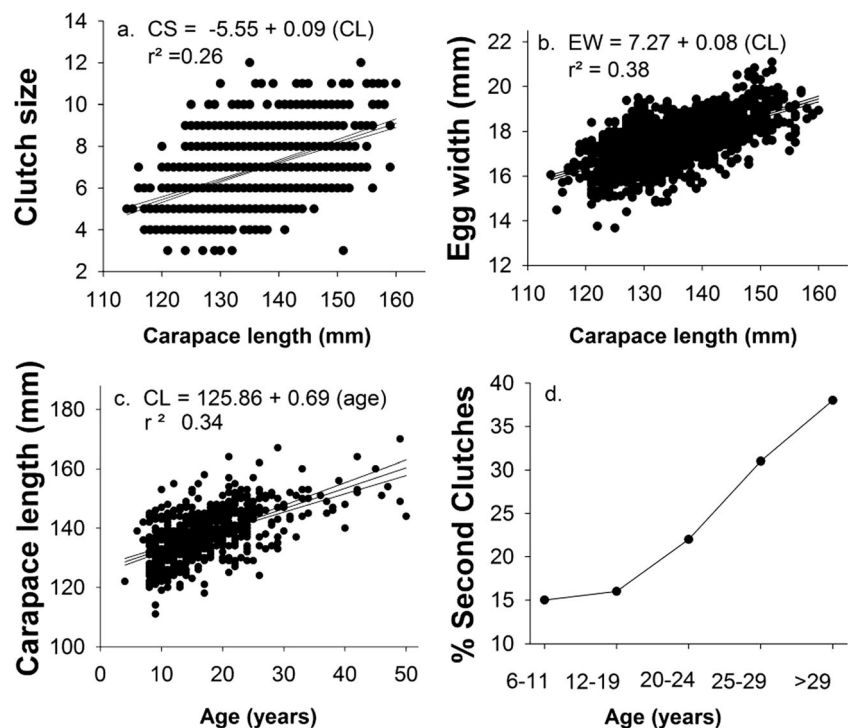 a. CS = -5.55 + 0.09 (CL)
r² =0.26
14
12
10
8
6
4
2
110 120 130 140 150 160
Clutch size
Carapace length (mm)
b. EW = 7.27 + 0.08 (CL)
r² = 0.38
22
20
18
16
14
12
110 120 130 140 150 160
Egg width (mm)
Carapace length (mm)
c. CL = 125.86 + 0.69 (age)
r ² 0.34
180
160
140
120
100
0 10 20 30 40 50
Carapace length (mm)
Age (years)
d.
40
35
30
25
20
15
10
6-11 12-19 20-24 25-29 >29
% Second Clutches
Age (years)